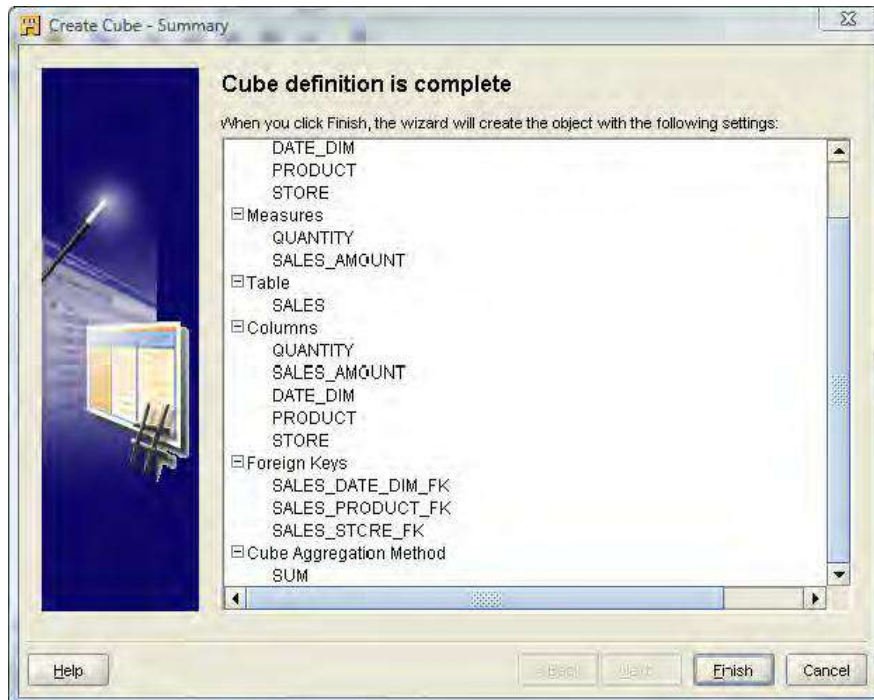 Create Cube - Summary
Cube definition is complete
When you click Finish, the wizard will create the object with the following settings:
DATE_DIM
PRODUCT
STORE
Measures
QUANTITY
SALES_AMOUNT
Table
SALES
Columns
QUANTITY
SALES_AMOUNT
DATE_DIM
PRODUCT
STORE
Foreign Keys
SALES_DATE_DIM_FK
SALES_PRODUCT_FK
SALES_STORE_FK
Cube Aggregation Method
SUM
Help
< Back
Next >
Finish
Cancel